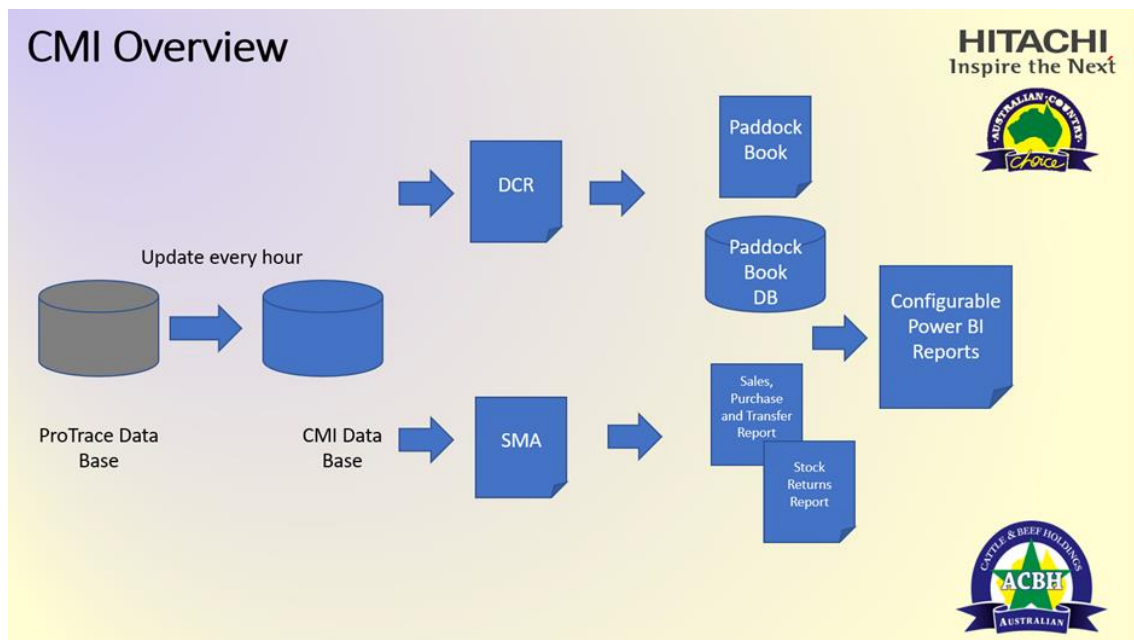 CMI Overview
HITACHI
Inspire the Next
AUSTRALIAN·COUNTRY
Choice
Paddock
Book
DCR
Update every hour
Paddock
Book
DB
Configurable
Power BI
Reports
ProTrace Data
Base
CMI Data
Base
SMA
Sales,
Purchase
and Transfer
Report
Stock
Returns
Report
CATTLE & BEEF HOLDINGS
ACBH
AUSTRALIAN